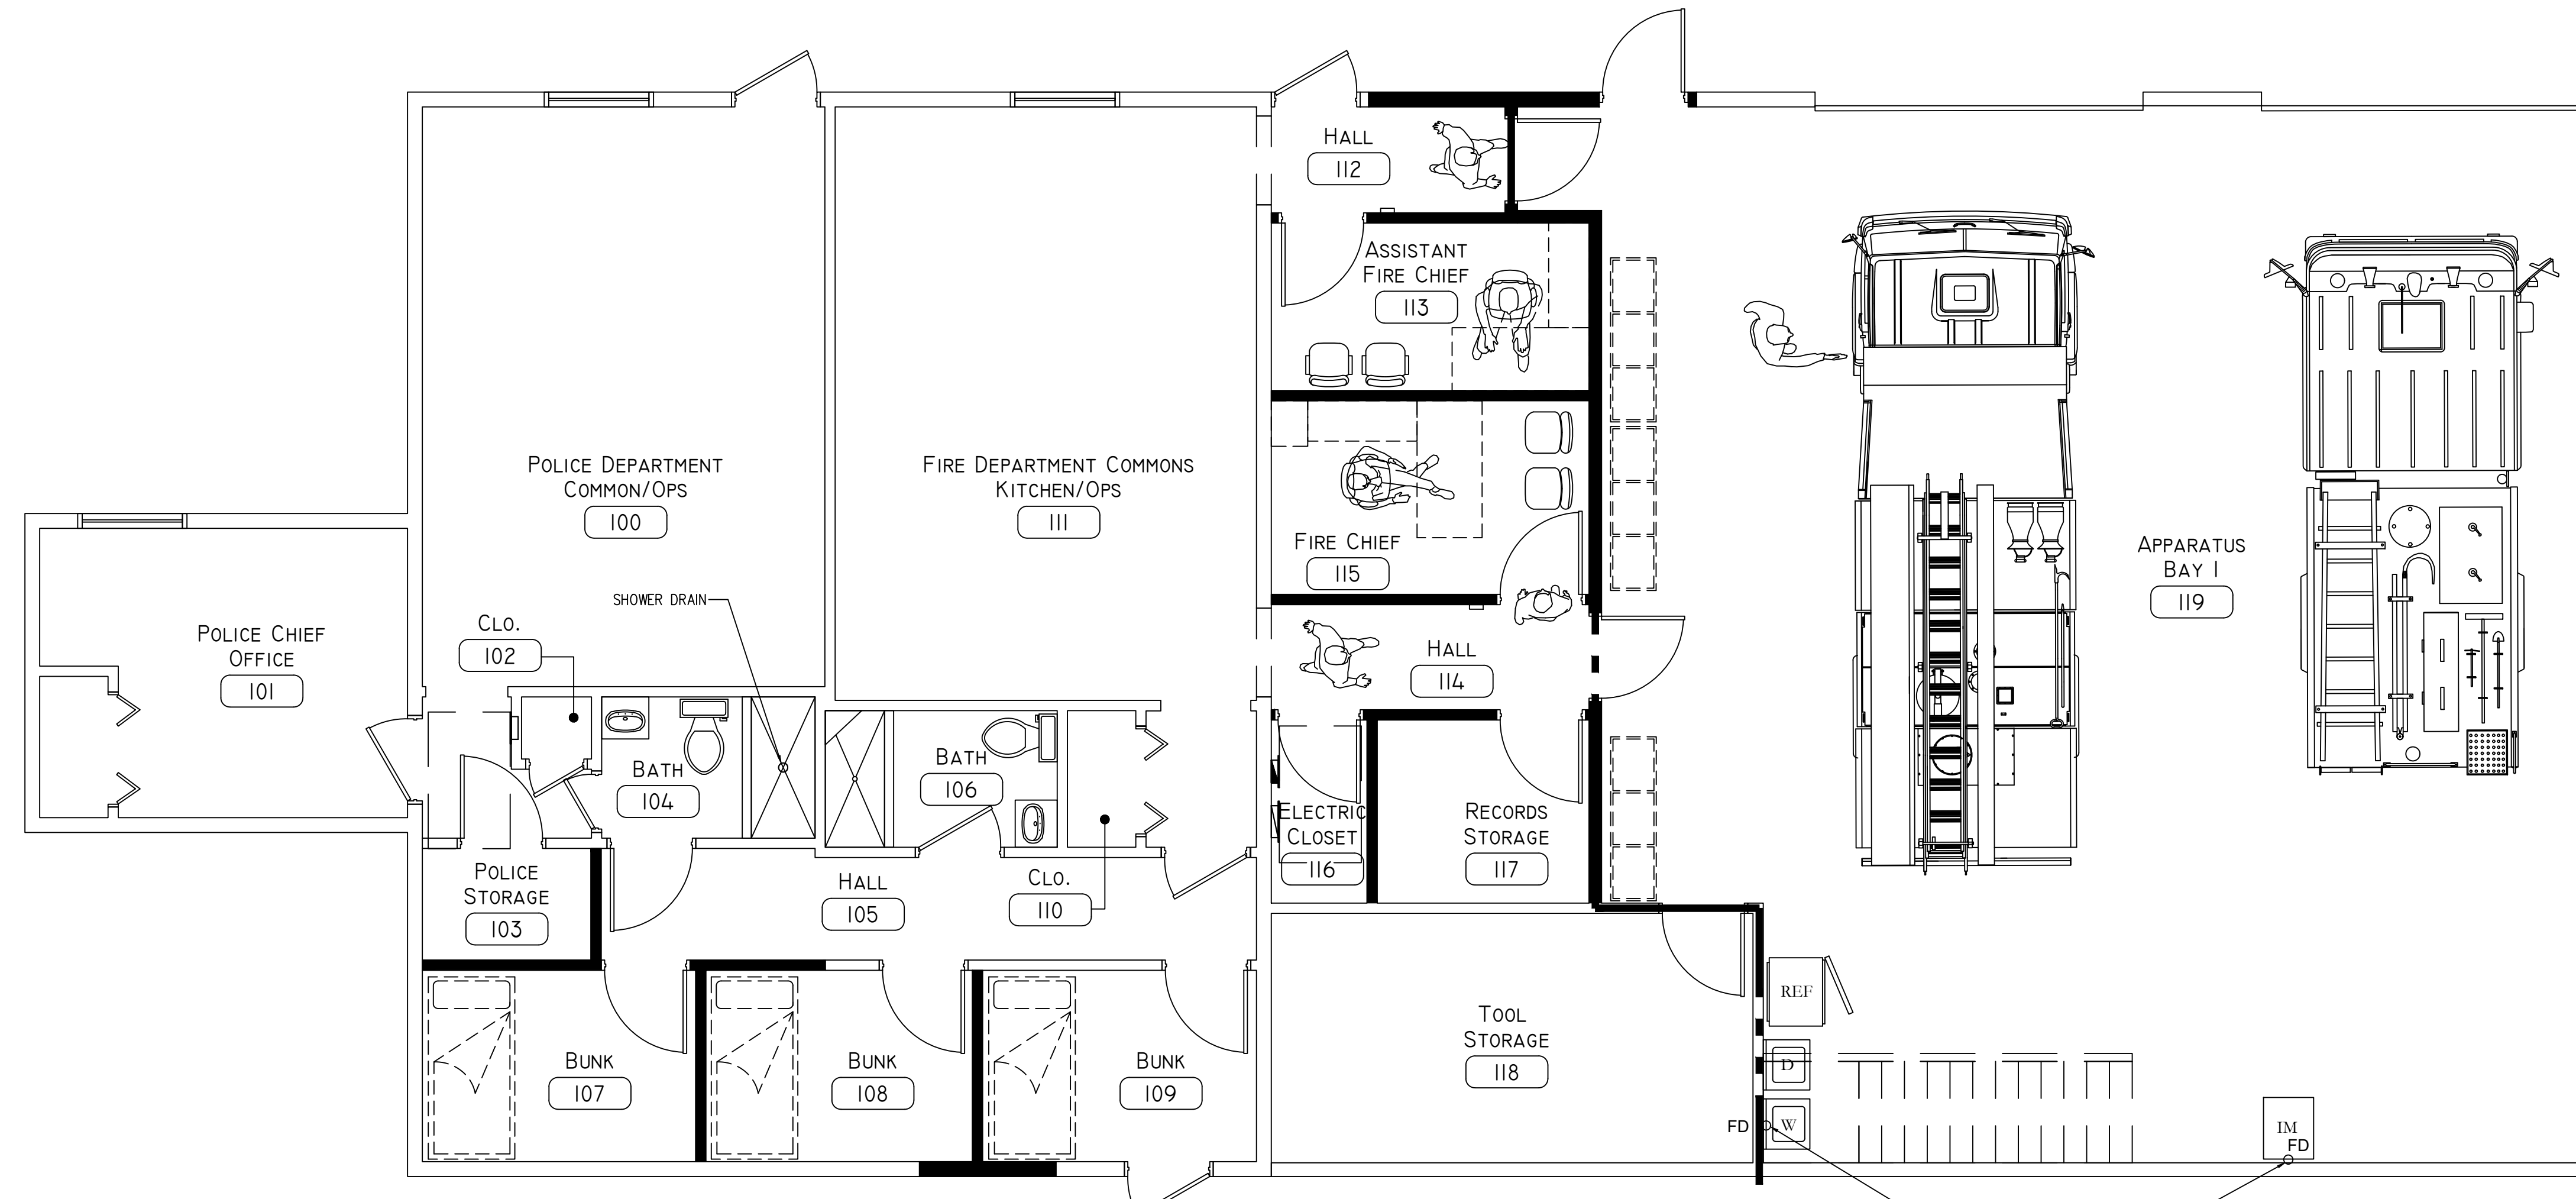 HALL
112
ASSISTANT
FIRE CHIEF
113
POLICE DEPARTMENT
COMMON/OPS
100
FIRE DEPARTMENT COMMONS
KITCHEN/OPS
111
FIRE CHIEF
115
APPARATUS
BAY 1
119
SHOWER DRAIN
POLICE CHIEF
OFFICE
101
CLO.
102
HALL
114
BATH
104
BATH
106
ELECTRIC
CLOSET
116
RECORDS
STORAGE
117
POLICE
STORAGE
103
HALL
105
CLO.
110
REF
TOOL
STORAGE
118
BUNK
107
BUNK
108
BUNK
109
D
FD
W
IM
FD